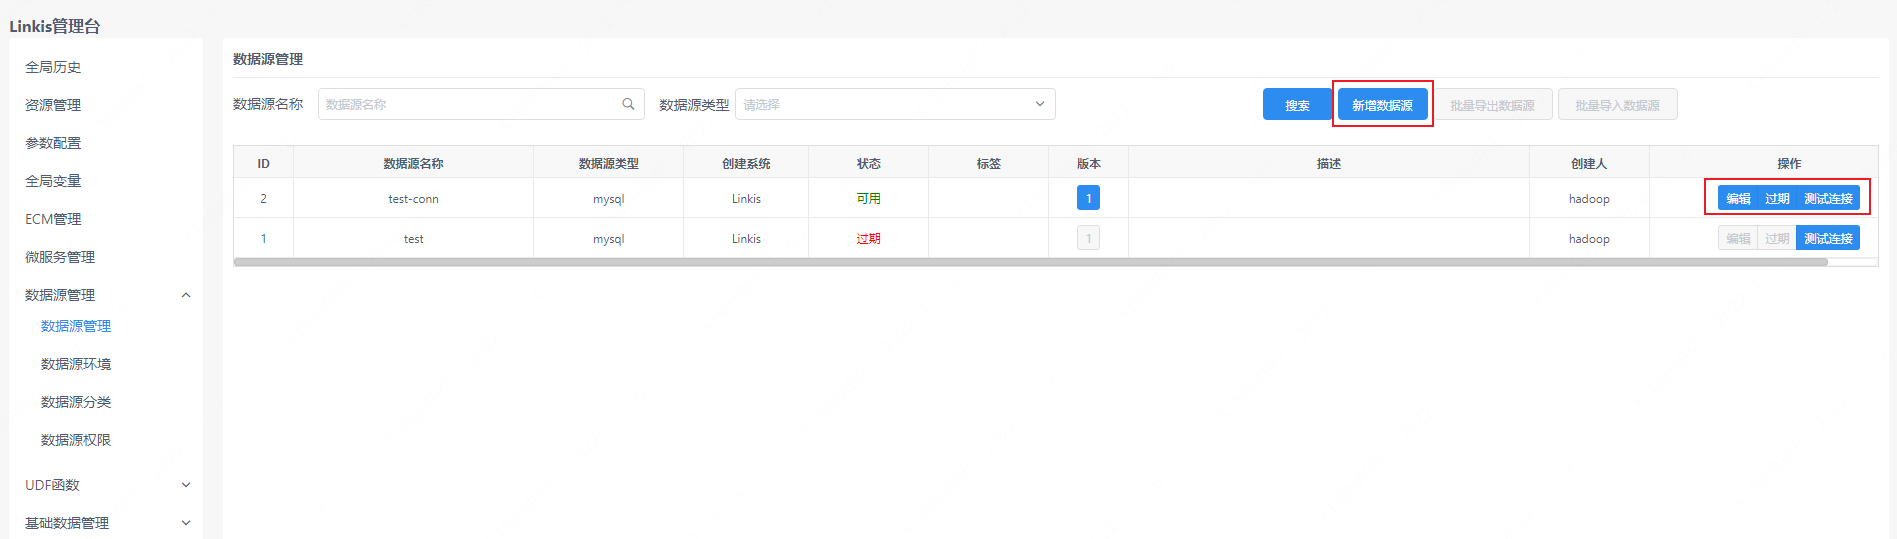 Linkis管理台
全局历史
资源管理
参数配置
全局变量
ECM管理
微服务管理
数据源管理
数据源管理
数据源环境
数据源分类
数据源权限
UDF函数
基础数据管理
数据源管理
数据源名称 数据源名称 数据源类型 请选择 搜索 新增数据源 批量导出数据源 批量导入数据源
ID 数据源名称 数据源类型 创建系统 状态 标签 版本 描述 创建人 操作
2 test-conn mysql Linkis 可用 1 hadoop 编辑 过期 测试连接
1 test mysql Linkis 过期 1 hadoop 编辑 过期 测试连接